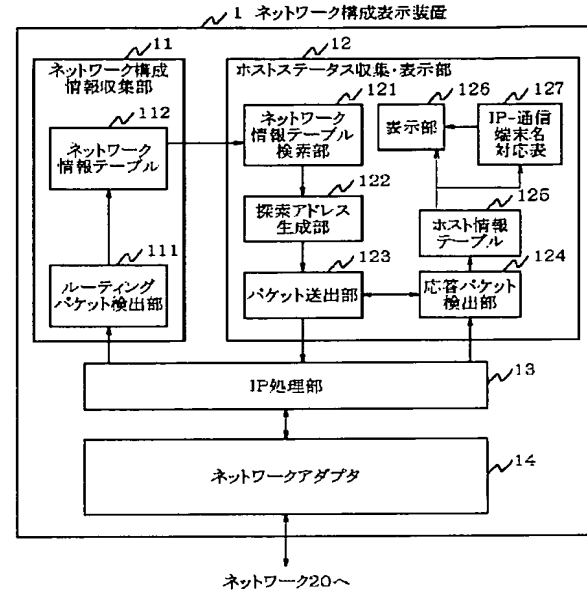 1 ネットワーク構成表示装置
11
ネットワーク構成
情報収集部
112
ネットワーク
情報テーブル
111
ルーティング
パケット検出部
12
ホストステータス収集・表示部
121
ネットワーク
情報テーブル
検索部
126
表示部
127
IP-通信
端末名
対応表
122
探索アドレス
生成部
125
ホスト情報
テーブル
123
パケット送出部
124
応答パケット
検出部
13
IP処理部
14
ネットワークアダプタ
ネットワーク20へ